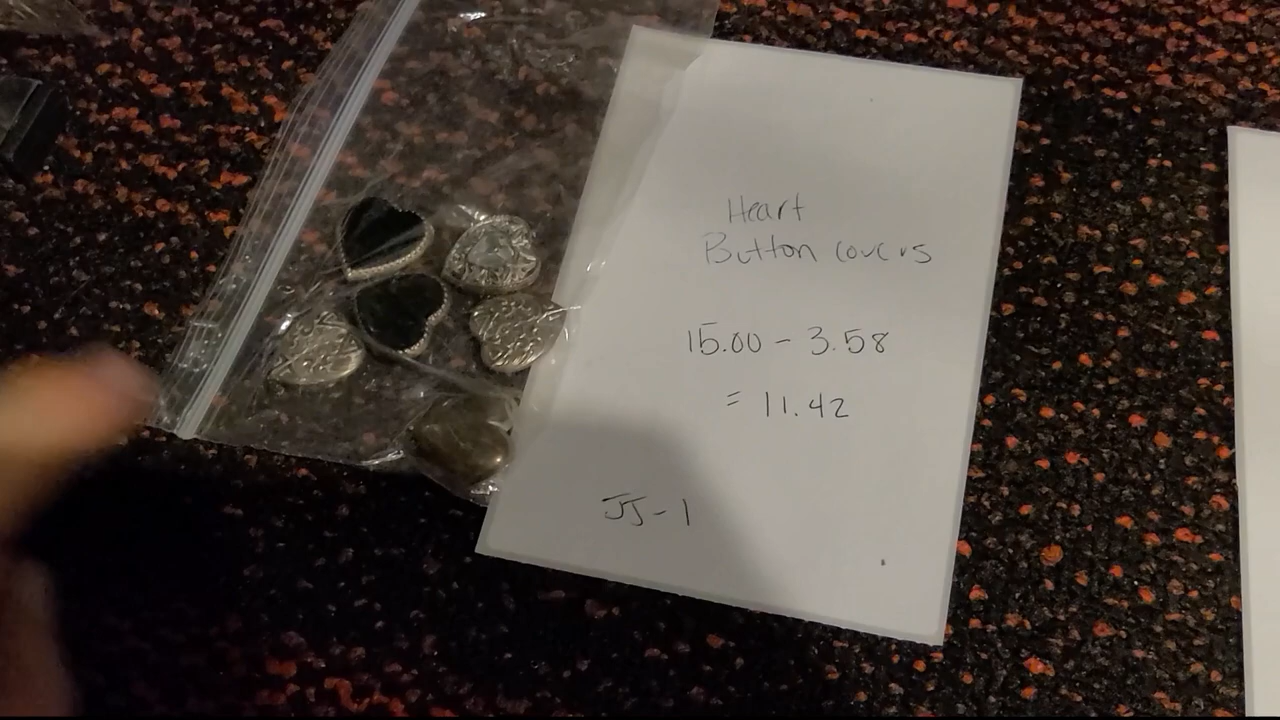 Heart
Button covers
15.00 - 3.58
= 11.42
JJ-1